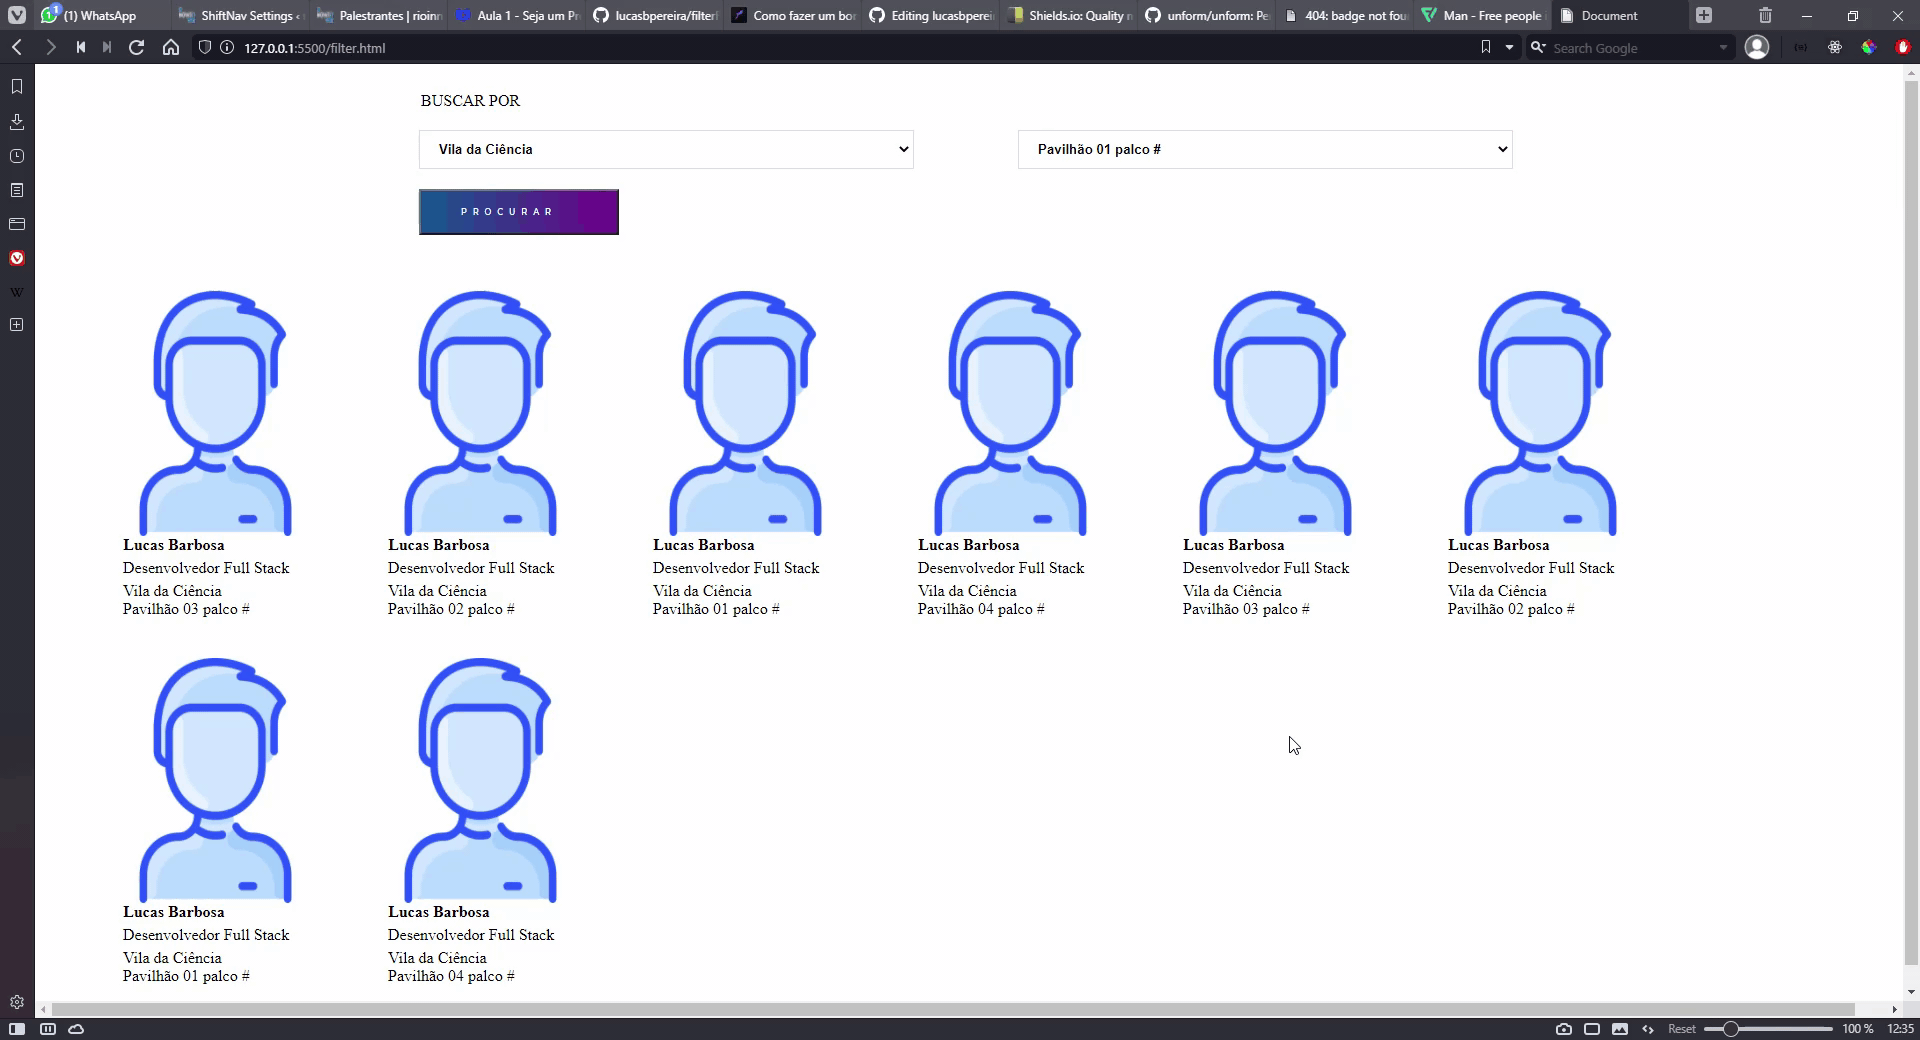 (1) WhatsApp
ShiftNav Settings
Palestrantes | rioinn
Aula 1 - Seja um Pr
lucasbpereira/filterf
Como fazer um bo
Editing lucasbperei
Shields.io: Quality
unform/unform: Pe
404: badge not fou
Man - Free people
Document
127.0.0.1:5500/filter.html
Search Google
BUSCAR POR
Vila da Ciência
Pavilhão 01 palco #
PROCURAR
Lucas Barbosa
Desenvolvedor Full Stack
Vila da Ciência
Pavilhão 03 palco #
Lucas Barbosa
Desenvolvedor Full Stack
Vila da Ciência
Pavilhão 02 palco #
Lucas Barbosa
Desenvolvedor Full Stack
Vila da Ciência
Pavilhão 01 palco #
Lucas Barbosa
Desenvolvedor Full Stack
Vila da Ciência
Pavilhão 04 palco #
Lucas Barbosa
Desenvolvedor Full Stack
Vila da Ciência
Pavilhão 03 palco #
Lucas Barbosa
Desenvolvedor Full Stack
Vila da Ciência
Pavilhão 02 palco #
Lucas Barbosa
Desenvolvedor Full Stack
Vila da Ciência
Pavilhão 01 palco #
Lucas Barbosa
Desenvolvedor Full Stack
Vila da Ciência
Pavilhão 04 palco #
Reset
100 %
12:35